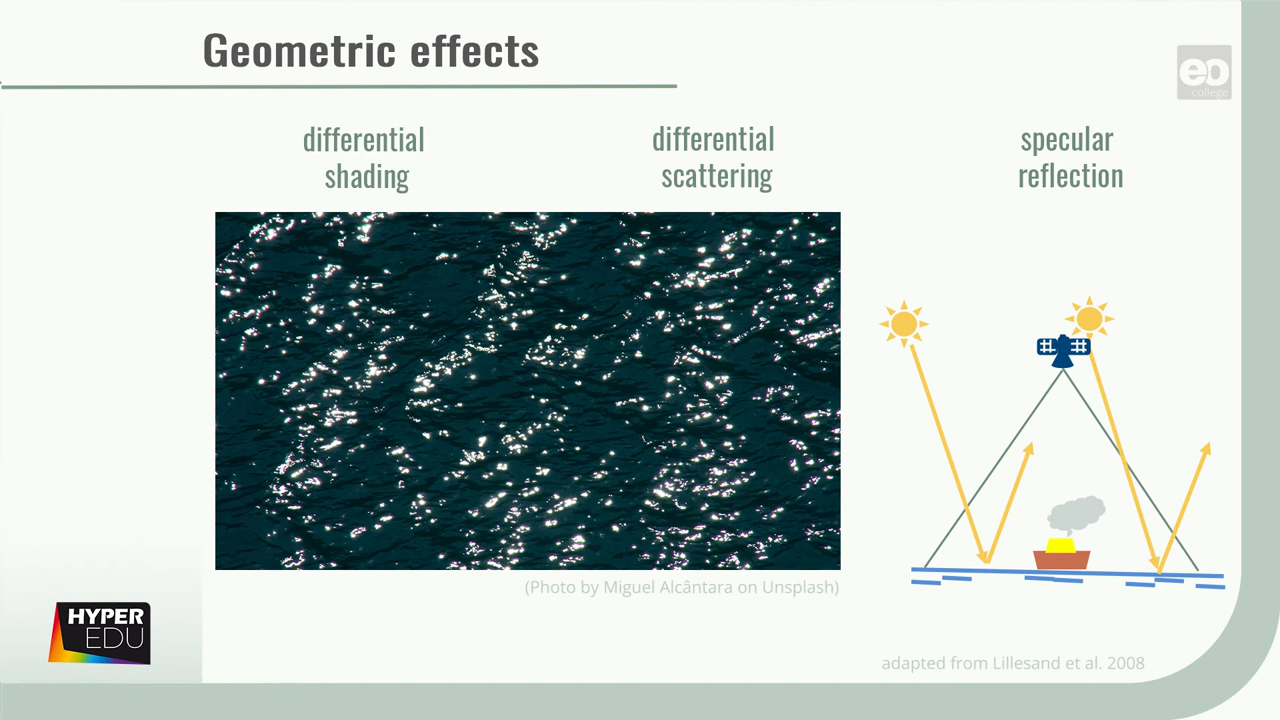 Geometric effects
eo
college
differential
shading
differential
scattering
specular
reflection
(Photo by Miguel Alcântara on Unsplash)
HYPER
EDU
adapted from Lillesand et al. 2008